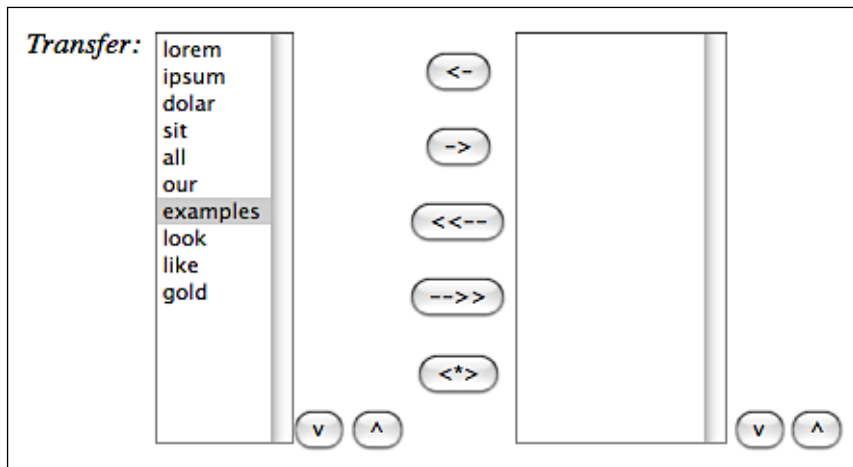 Transfer:
lorem
ipsum
dolar
sit
all
our
examples
look
like
gold
<-
->
<<--
-->>
<*>
v ^
v ^